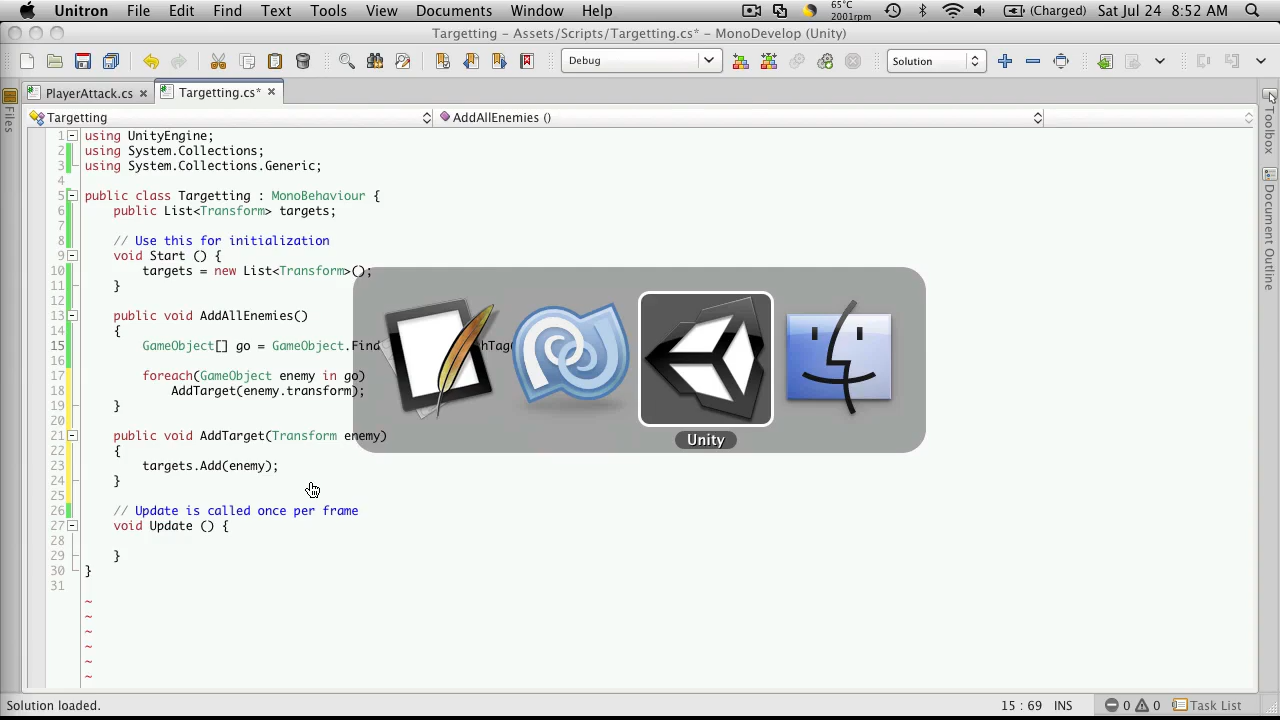 Unitron File Edit Find Text Tools View Documents Window Help 65°C 2001rpm (Charged) Sat Jul 24 8:52 AM
Targetting - Assets/Scripts/Targetting.cs* - MonoDevelop (Unity)
Debug Solution
PlayerAttack.cs Targetting.cs*
Files
Targetting AddAllEnemies ()
Toolbox
Document Outline
1 using UnityEngine;
2 using System.Collections;
3 using System.Collections.Generic;
4
5 public class Targetting : MonoBehaviour {
6 public List<Transform> targets;
7
8 // Use this for initialization
9 void Start () {
10 targets = new List<Transform>();
11 }
12
13 public void AddAllEnemies()
14 {
15 GameObject[] go = GameObject.Find hTag(
16
17 foreach(GameObject enemy in go)
18 AddTarget(enemy.transform);
19 }
20
21 public void AddTarget(Transform enemy)
22 {
23 targets.Add(enemy);
24 }
25
26 // Update is called once per frame
27 void Update () {
28
29 }
30 }
31
~
~
~
~
~
~
Unity
Solution loaded. 15 : 69 INS 0 0 Task List